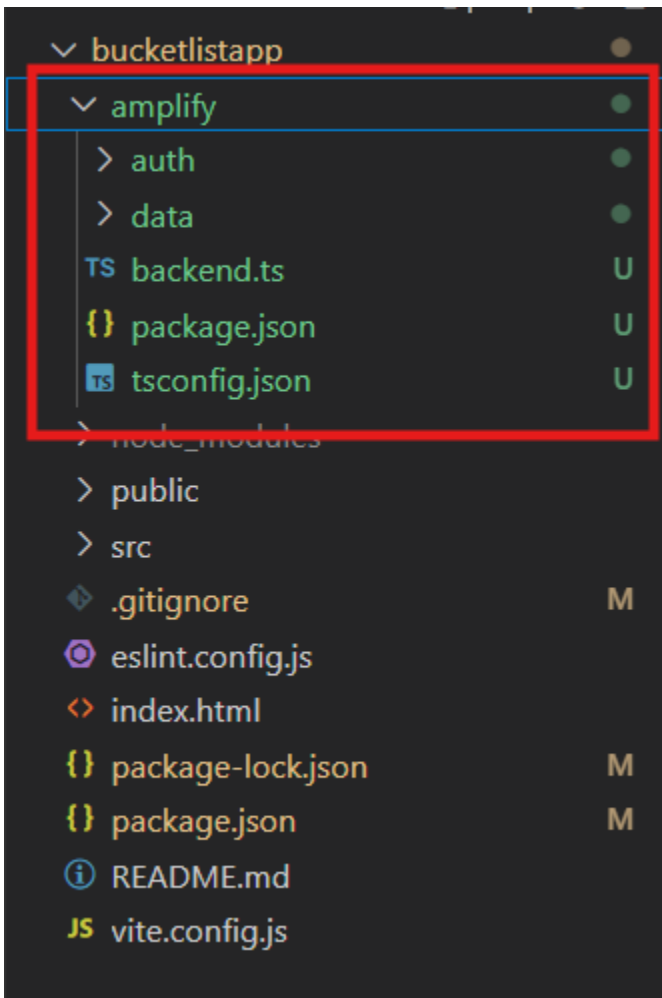 bucketlistapp
amplify
auth
data
TS backend.ts U
{} package.json U
TS tsconfig.json U
node_modules
public
src
.gitignore M
eslint.config.js
index.html
{} package-lock.json M
{} package.json M
README.md
JS vite.config.js